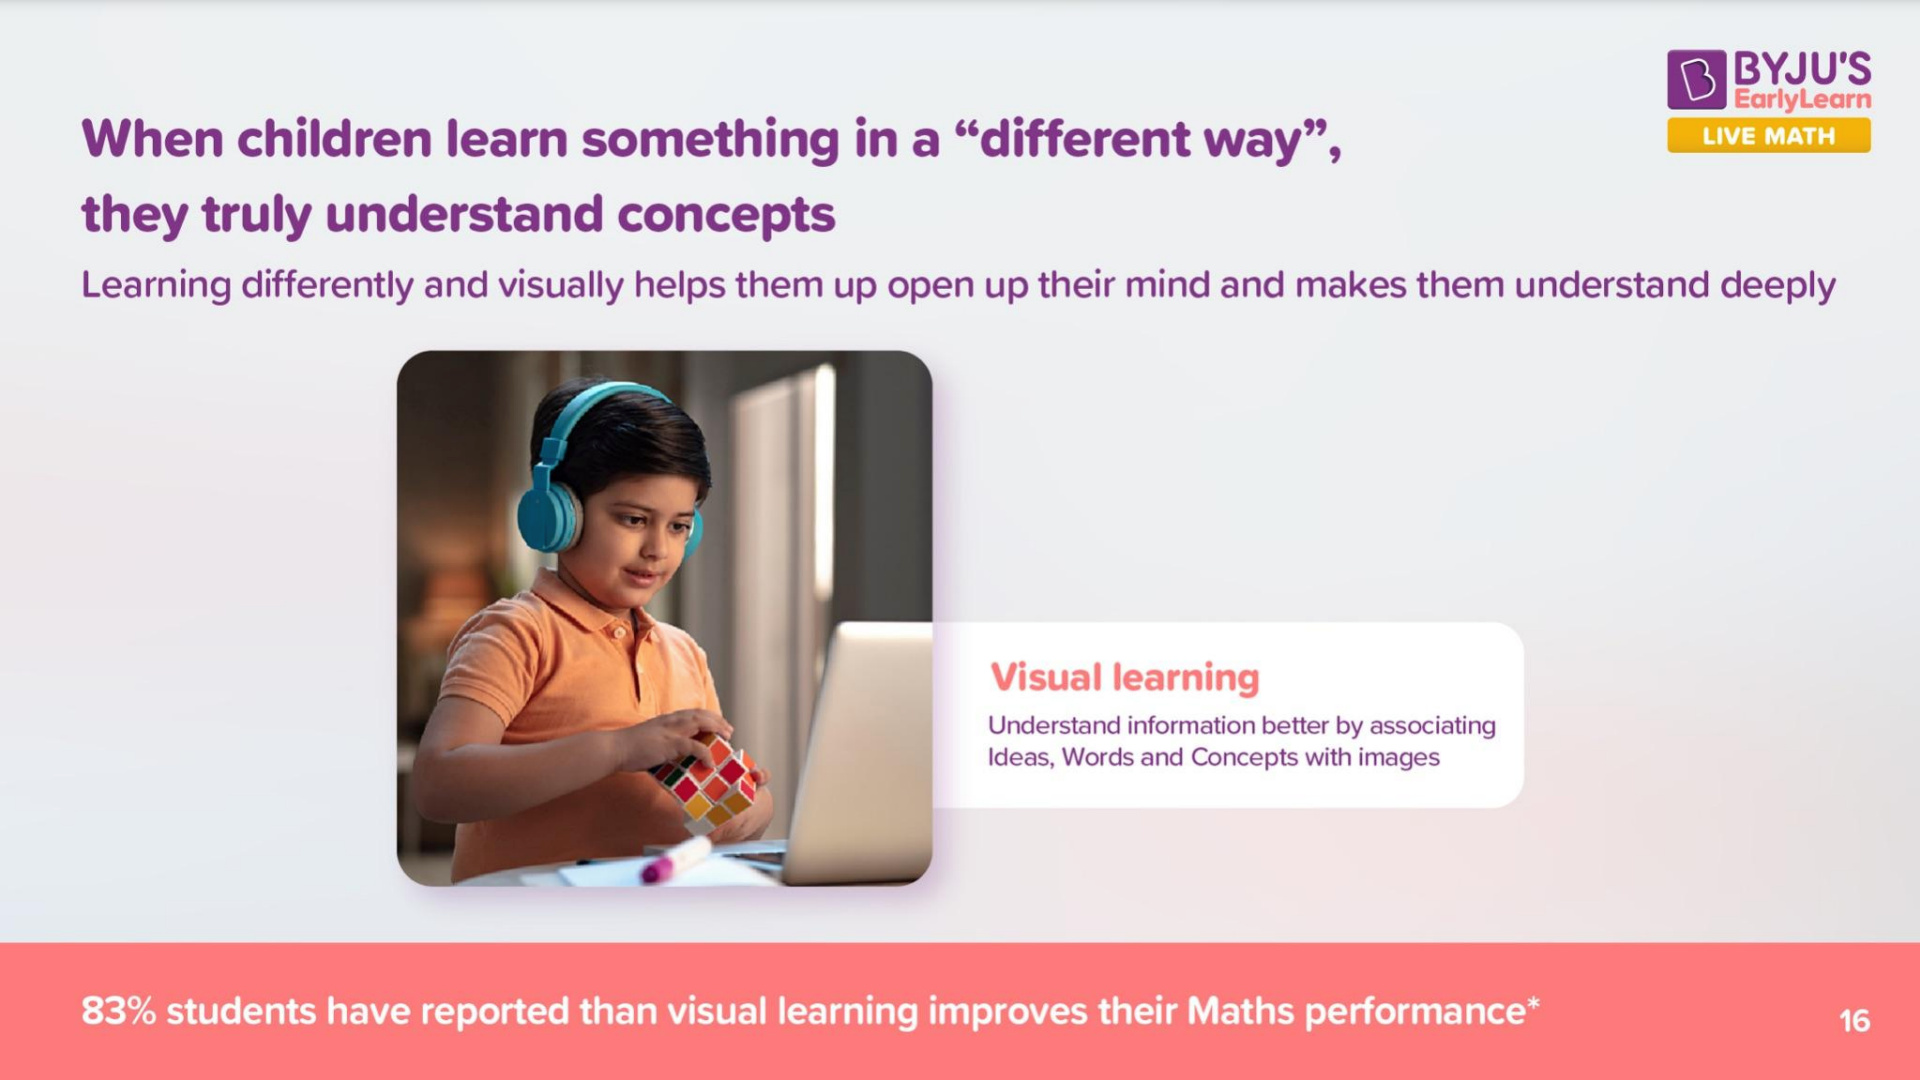 BYJU'S
EarlyLearn
LIVE MATH
When children learn something in a “different way”,
they truly understand concepts
Learning differently and visually helps them up open up their mind and makes them understand deeply
Visual learning
Understand information better by associating
Ideas, Words and Concepts with images
83% students have reported than visual learning improves their Maths performance*
16